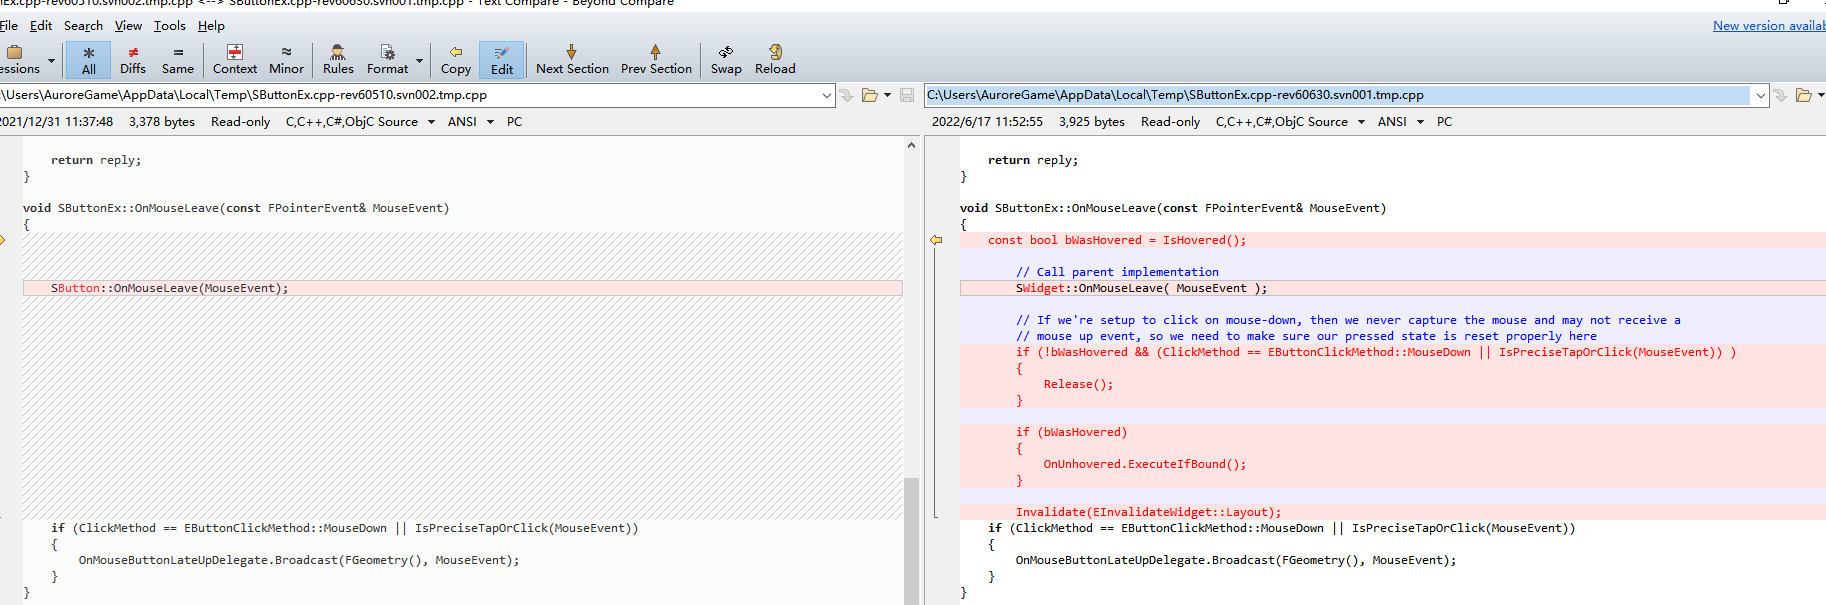 Ex.cpp-rev60510.svn002.tmp.cpp <--> SButtonEx.cpp-rev60630.svn001.tmp.cpp - Text Compare - Beyond Compare
File Edit Search View Tools Help
New version availab
essions All Diffs Same Context Minor Rules Format Copy Edit Next Section Prev Section Swap Reload
:\Users\AuroreGame\AppData\Local\Temp\SButtonEx.cpp-rev60510.svn002.tmp.cpp
C:\Users\AuroreGame\AppData\Local\Temp\SButtonEx.cpp-rev60630.svn001.tmp.cpp
2021/12/31 11:37:48 3,378 bytes Read-only C,C++,C#,ObjC Source ANSI PC
2022/6/17 11:52:55 3,925 bytes Read-only C,C++,C#,ObjC Source ANSI PC
return reply;
}
void SButtonEx::OnMouseLeave(const FPointerEvent& MouseEvent)
{
SButton::OnMouseLeave(MouseEvent);
if (ClickMethod == EButtonClickMethod::MouseDown || IsPreciseTapOrClick(MouseEvent))
{
OnMouseButtonLateUpDelegate.Broadcast(FGeometry(), MouseEvent);
}
}
return reply;
}
void SButtonEx::OnMouseLeave(const FPointerEvent& MouseEvent)
{
const bool bWasHovered = IsHovered();
// Call parent implementation
SWidget::OnMouseLeave( MouseEvent );
// If we're setup to click on mouse-down, then we never capture the mouse and may not receive a
// mouse up event, so we need to make sure our pressed state is reset properly here
if (!bWasHovered && (ClickMethod == EButtonClickMethod::MouseDown || IsPreciseTapOrClick(MouseEvent)) )
{
Release();
}
if (bWasHovered)
{
OnUnhovered.ExecuteIfBound();
}
Invalidate(EInvalidateWidget::Layout);
if (ClickMethod == EButtonClickMethod::MouseDown || IsPreciseTapOrClick(MouseEvent))
{
OnMouseButtonLateUpDelegate.Broadcast(FGeometry(), MouseEvent);
}
}